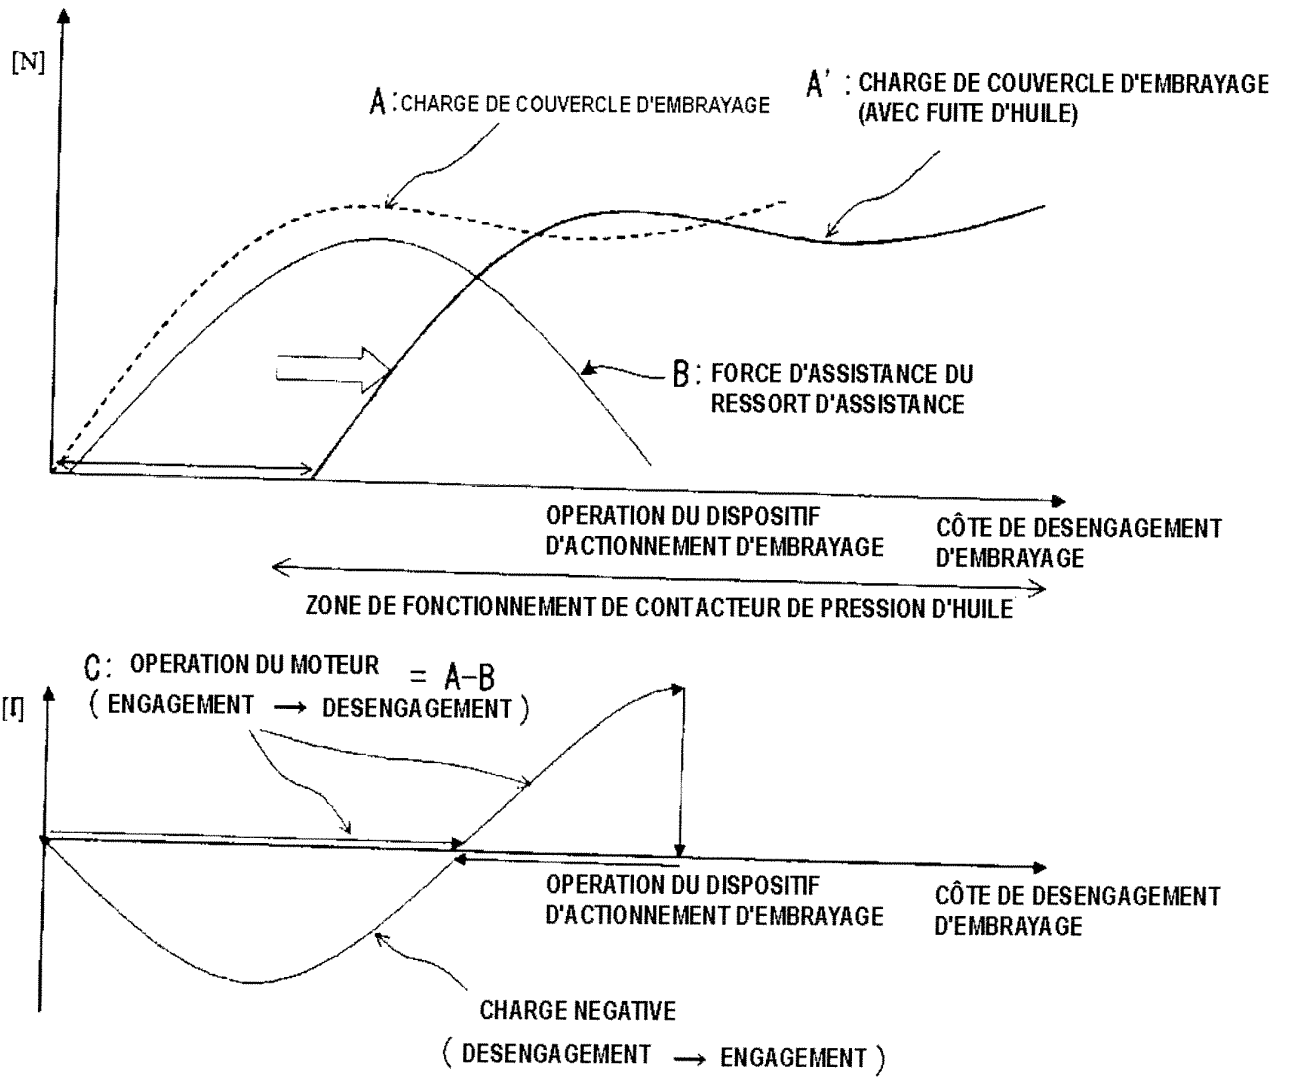 [N]
A: CHARGE DE COUVERCLE D'EMBRAYAGE
A' : CHARGE DE COUVERCLE D'EMBRAYAGE
(AVEC FUITE D'HUILE)
B: FORCE D'ASSISTANCE DU
RESSORT D'ASSISTANCE
OPERATION DU DISPOSITIF
D'ACTIONNEMENT D'EMBRAYAGE
CÔTE DE DESENGAGEMENT
D'EMBRAYAGE
ZONE DE FONCTIONNEMENT DE CONTACTEUR DE PRESSION D'HUILE
C: OPERATION DU MOTEUR = A-B
( ENGAGEMENT → DESENGAGEMENT )
[I]
OPERATION DU DISPOSITIF
D'ACTIONNEMENT D'EMBRAYAGE
CÔTE DE DESENGAGEMENT
D'EMBRAYAGE
CHARGE NEGATIVE
( DESENGAGEMENT → ENGAGEMENT )